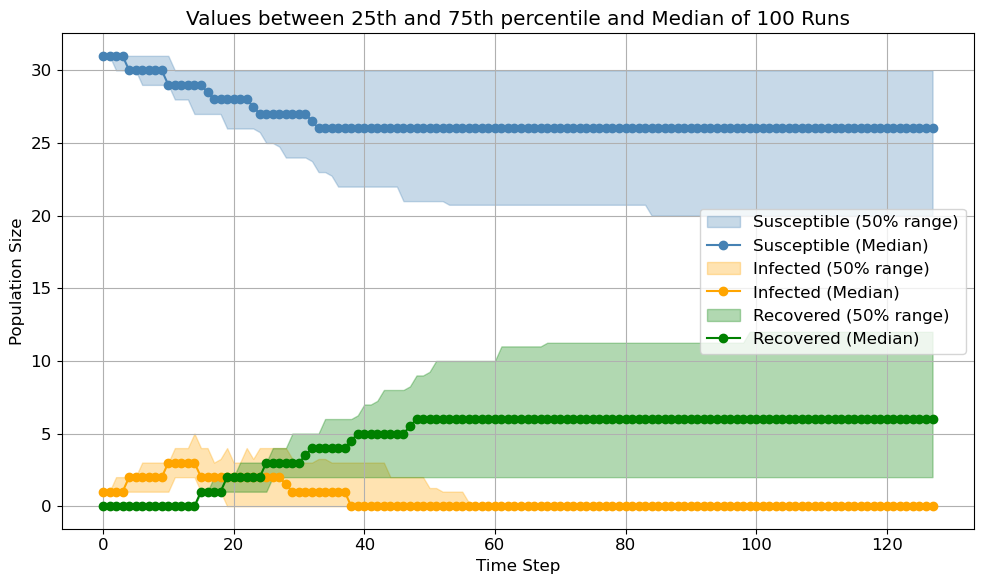 Values between 25th and 75th percentile and Median of 100 Runs
Population Size
30
25
20
15
10
5
0
Susceptible (50% range)
Susceptible (Median)
Infected (50% range)
Infected (Median)
Recovered (50% range)
Recovered (Median)
0 20 40 60 80 100 120
Time Step